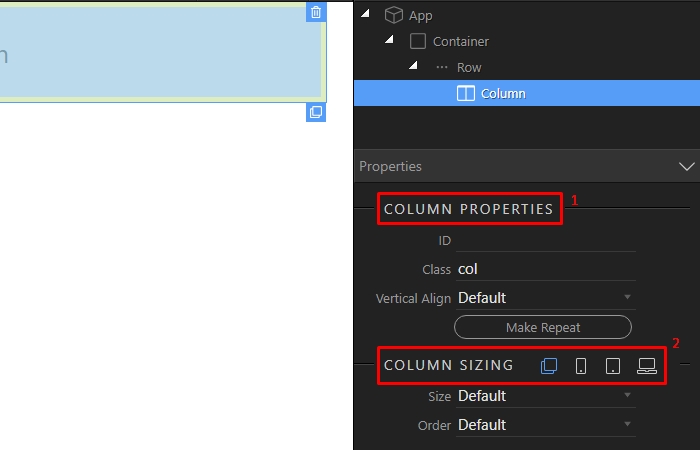 App
Container
Row
Column
Properties
COLUMN PROPERTIES 1
ID
Class col
Vertical Align Default
Make Repeat
2
COLUMN SIZING
Size Default
Order Default